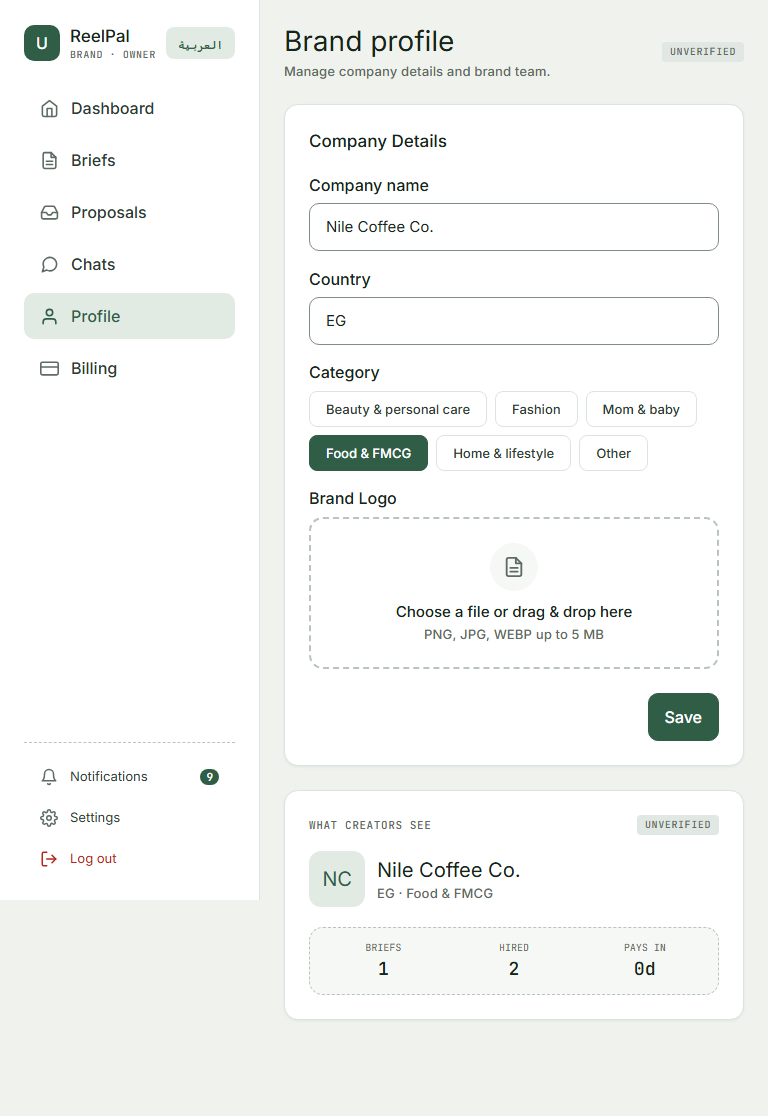 U
ReelPal
BRAND · OWNER
العربية
Dashboard
Briefs
Proposals
Chats
Profile
Billing
Notifications 9
Settings
Log out
Brand profile
UNVERIFIED
Manage company details and brand team.
Company Details
Company name
Nile Coffee Co.
Country
EG
Category
Beauty & personal care Fashion Mom & baby
Food & FMCG Home & lifestyle Other
Brand Logo
Choose a file or drag & drop here
PNG, JPG, WEBP up to 5 MB
Save
WHAT CREATORS SEE UNVERIFIED
NC
Nile Coffee Co.
EG · Food & FMCG
BRIEFS HIRED PAYS IN
1 2 0d